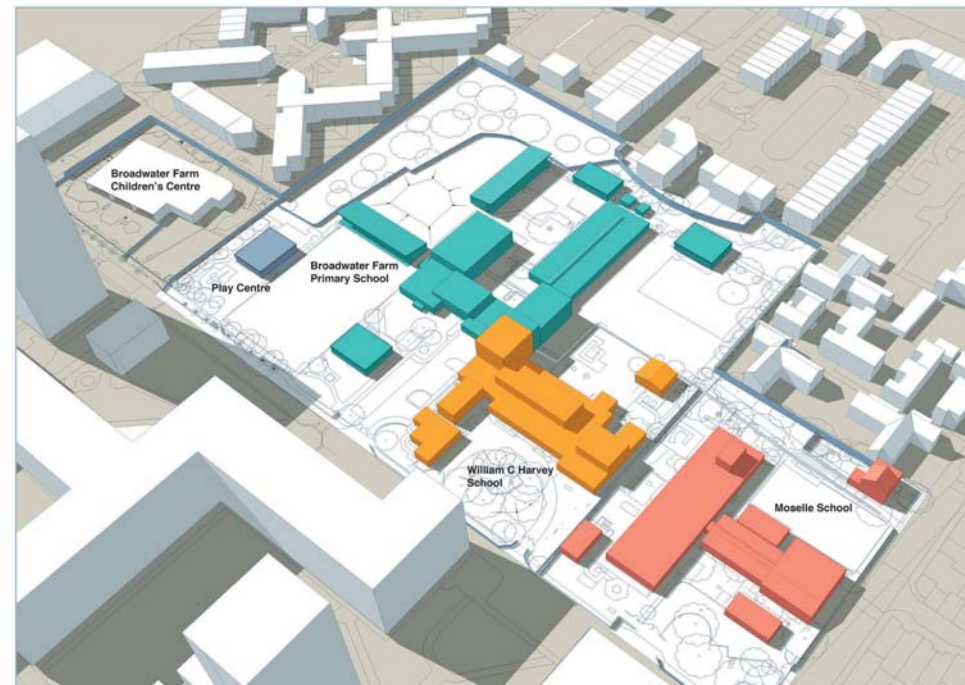 Broadwater Farm
Children's Centre
Play Centre
Broadwater Farm
Primary School
William C Harvey
School
Moselle School